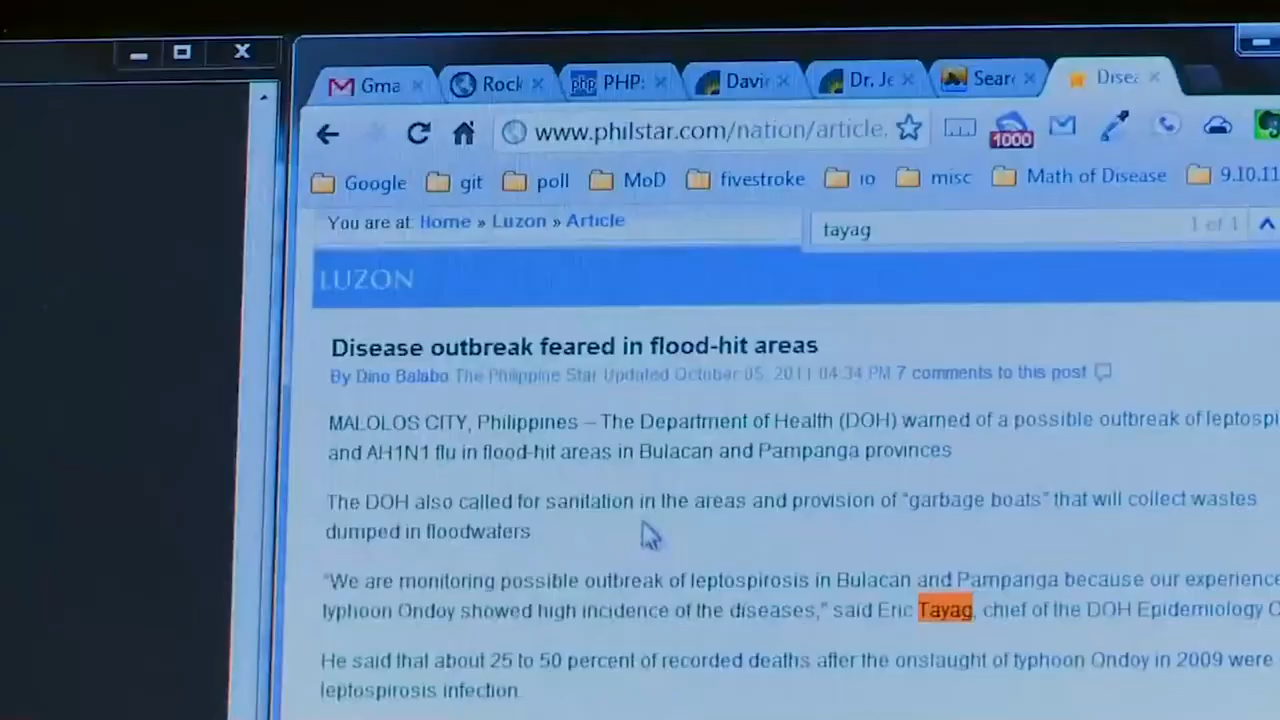 Gma
Rock
php PHP:
Davi
Dr. Je
Sear
Disea
www.philstar.com/nation/article.
1000
Google
git
poll
MoD
fivestroke
io
misc
Math of Disease
9.10.11
You are at: Home » Luzon » Article
tayag
1 of 1
LUZON
Disease outbreak feared in flood-hit areas
By Dino Balabo The Philippine Star Updated October 05, 2011 04:34 PM 7 comments to this post
MALOLOS CITY, Philippines – The Department of Health (DOH) warned of a possible outbreak of leptospi
and AH1N1 flu in flood-hit areas in Bulacan and Pampanga provinces
The DOH also called for sanitation in the areas and provision of "garbage boats" that will collect wastes
dumped in floodwaters
"We are monitoring possible outbreak of leptospirosis in Bulacan and Pampanga because our experience
typhoon Ondoy showed high incidence of the diseases," said Eric Tayag, chief of the DOH Epidemiology C
He said that about 25 to 50 percent of recorded deaths after the onslaught of typhoon Ondoy in 2009 were
leptospirosis infection.